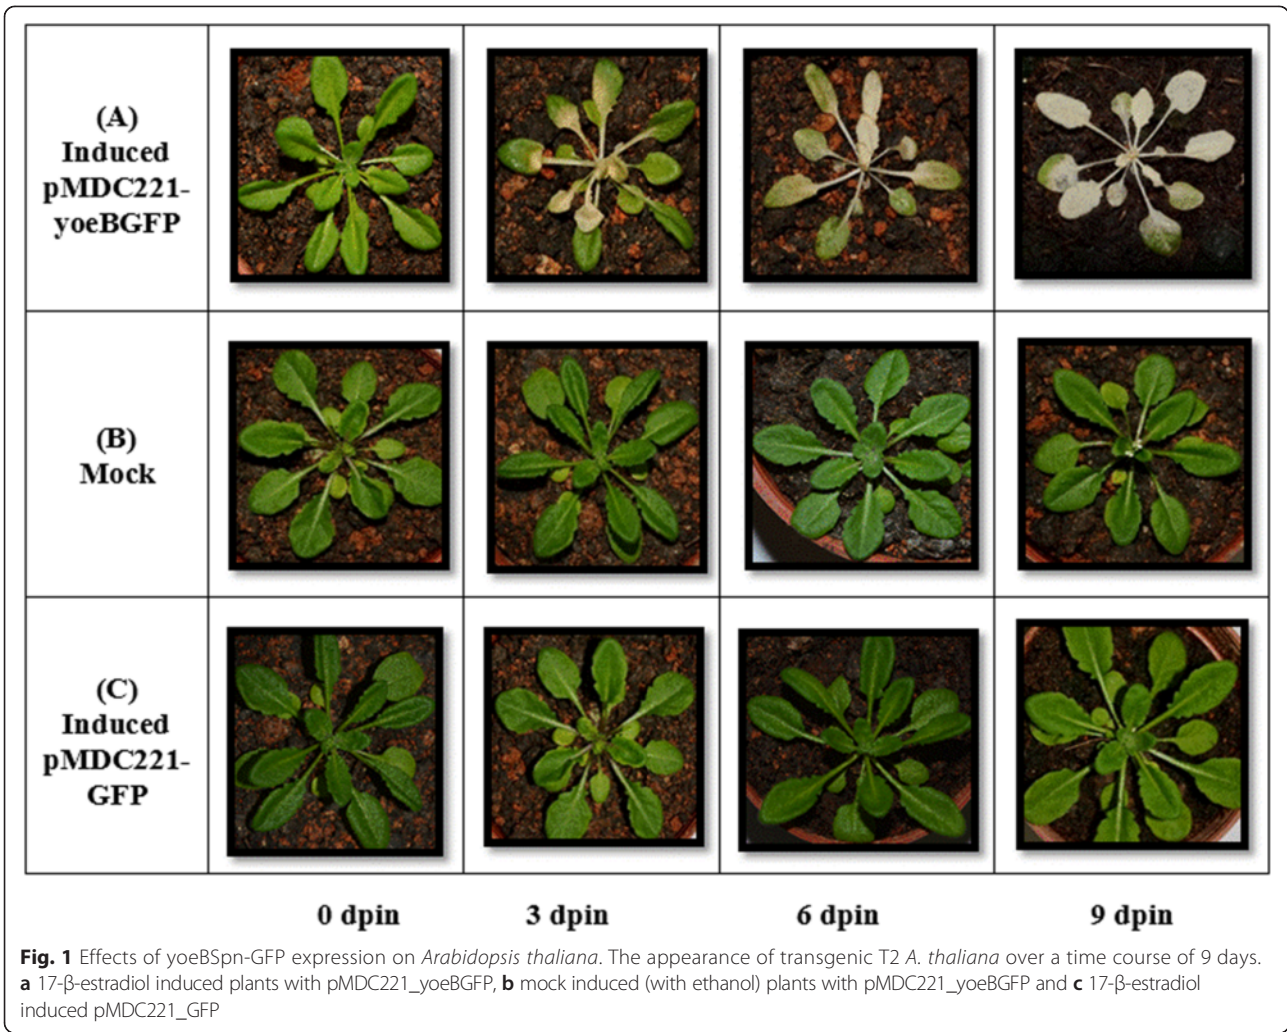 (A)
Induced
pMDC221-
yoeBGFP
(B)
Mock
(C)
Induced
pMDC221-
GFP
0 dpin 3 dpin 6 dpin 9 dpin
Fig. 1 Effects of yoeBSpn-GFP expression on Arabidopsis thaliana. The appearance of transgenic T2 A. thaliana over a time course of 9 days.
a 17-β-estradiol induced plants with pMDC221_yoeBGFP, b mock induced (with ethanol) plants with pMDC221_yoeBGFP and c 17-β-estradiol
induced pMDC221_GFP